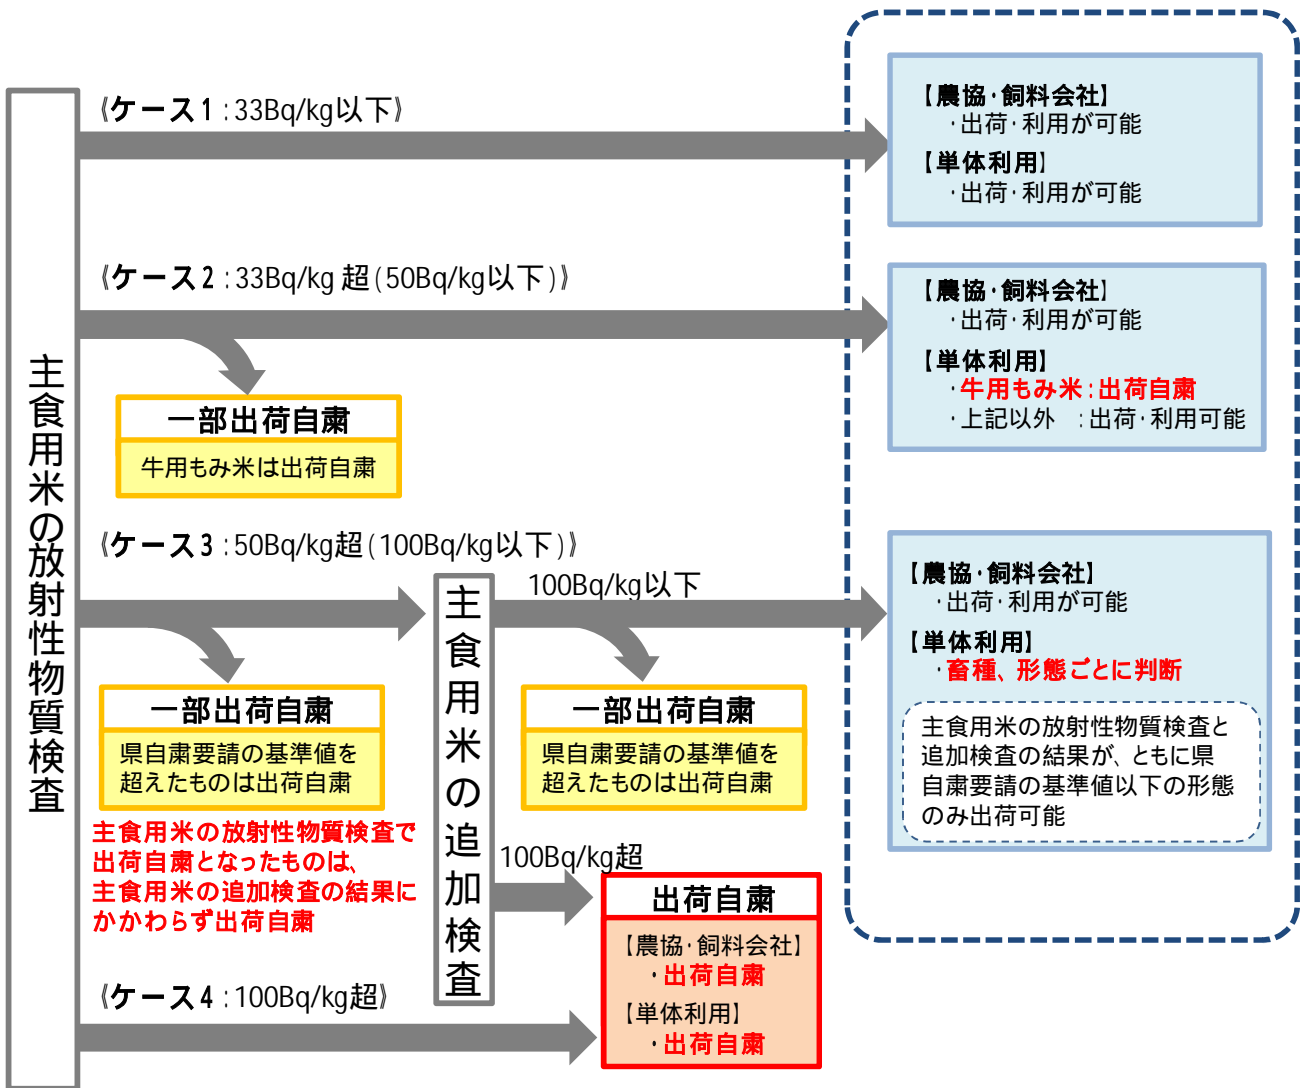 主食用米の放射性物質検査
《ケース1:33Bq/kg以下》
【農協・飼料会社】
・出荷・利用が可能
【単体利用】
・出荷・利用が可能
《ケース2:33Bq/kg 超(50Bq/kg以下)》
【農協・飼料会社】
・出荷・利用が可能
【単体利用】
・牛用もみ米:出荷自粛
・上記以外 :出荷・利用可能
一部出荷自粛
牛用もみ米は出荷自粛
《ケース3:50Bq/kg超(100Bq/kg以下)》
主食用米の追加検査
100Bq/kg以下
【農協・飼料会社】
・出荷・利用が可能
【単体利用】
・畜種、形態ごとに判断
主食用米の放射性物質検査と
追加検査の結果が、ともに県
自粛要請の基準値以下の形態
のみ出荷可能
一部出荷自粛
県自粛要請の基準値を
超えたものは出荷自粛
一部出荷自粛
県自粛要請の基準値を
超えたものは出荷自粛
主食用米の放射性物質検査で
出荷自粛となったものは、
主食用米の追加検査の結果に
かかわらず出荷自粛
100Bq/kg超
出荷自粛
【農協・飼料会社】
・出荷自粛
【単体利用】
・出荷自粛
《ケース4:100Bq/kg超》